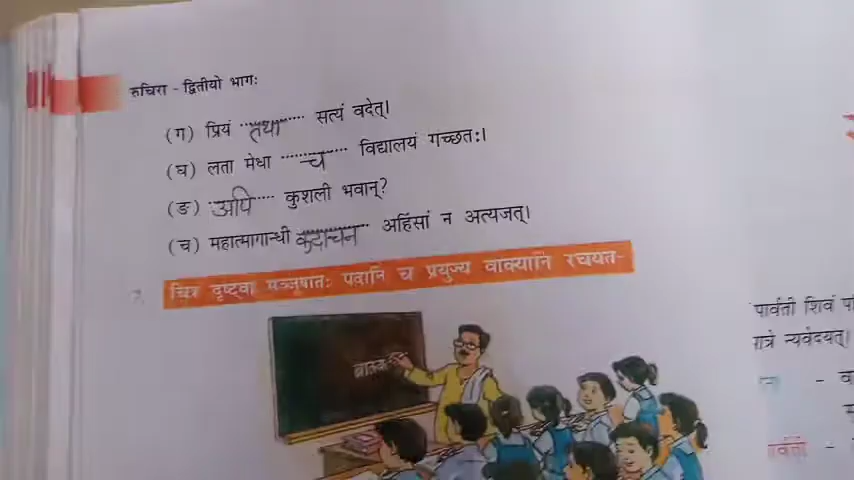 रुचिरा - द्वितीयो भागः
(ग) प्रियं तथा सत्यं वदेत्।
(घ) लता मेधा च विद्यालयं गच्छतः।
(ङ) अपि कुशली भवान्?
(च) महात्मागान्धी कदाचन अहिंसां न अत्यजत्।
7. चित्रं दृष्ट्वा मञ्जूषातः पदानि च प्रयुज्य वाक्यानि रचयत-
पार्वती शिवं
न्यवेदयत्।